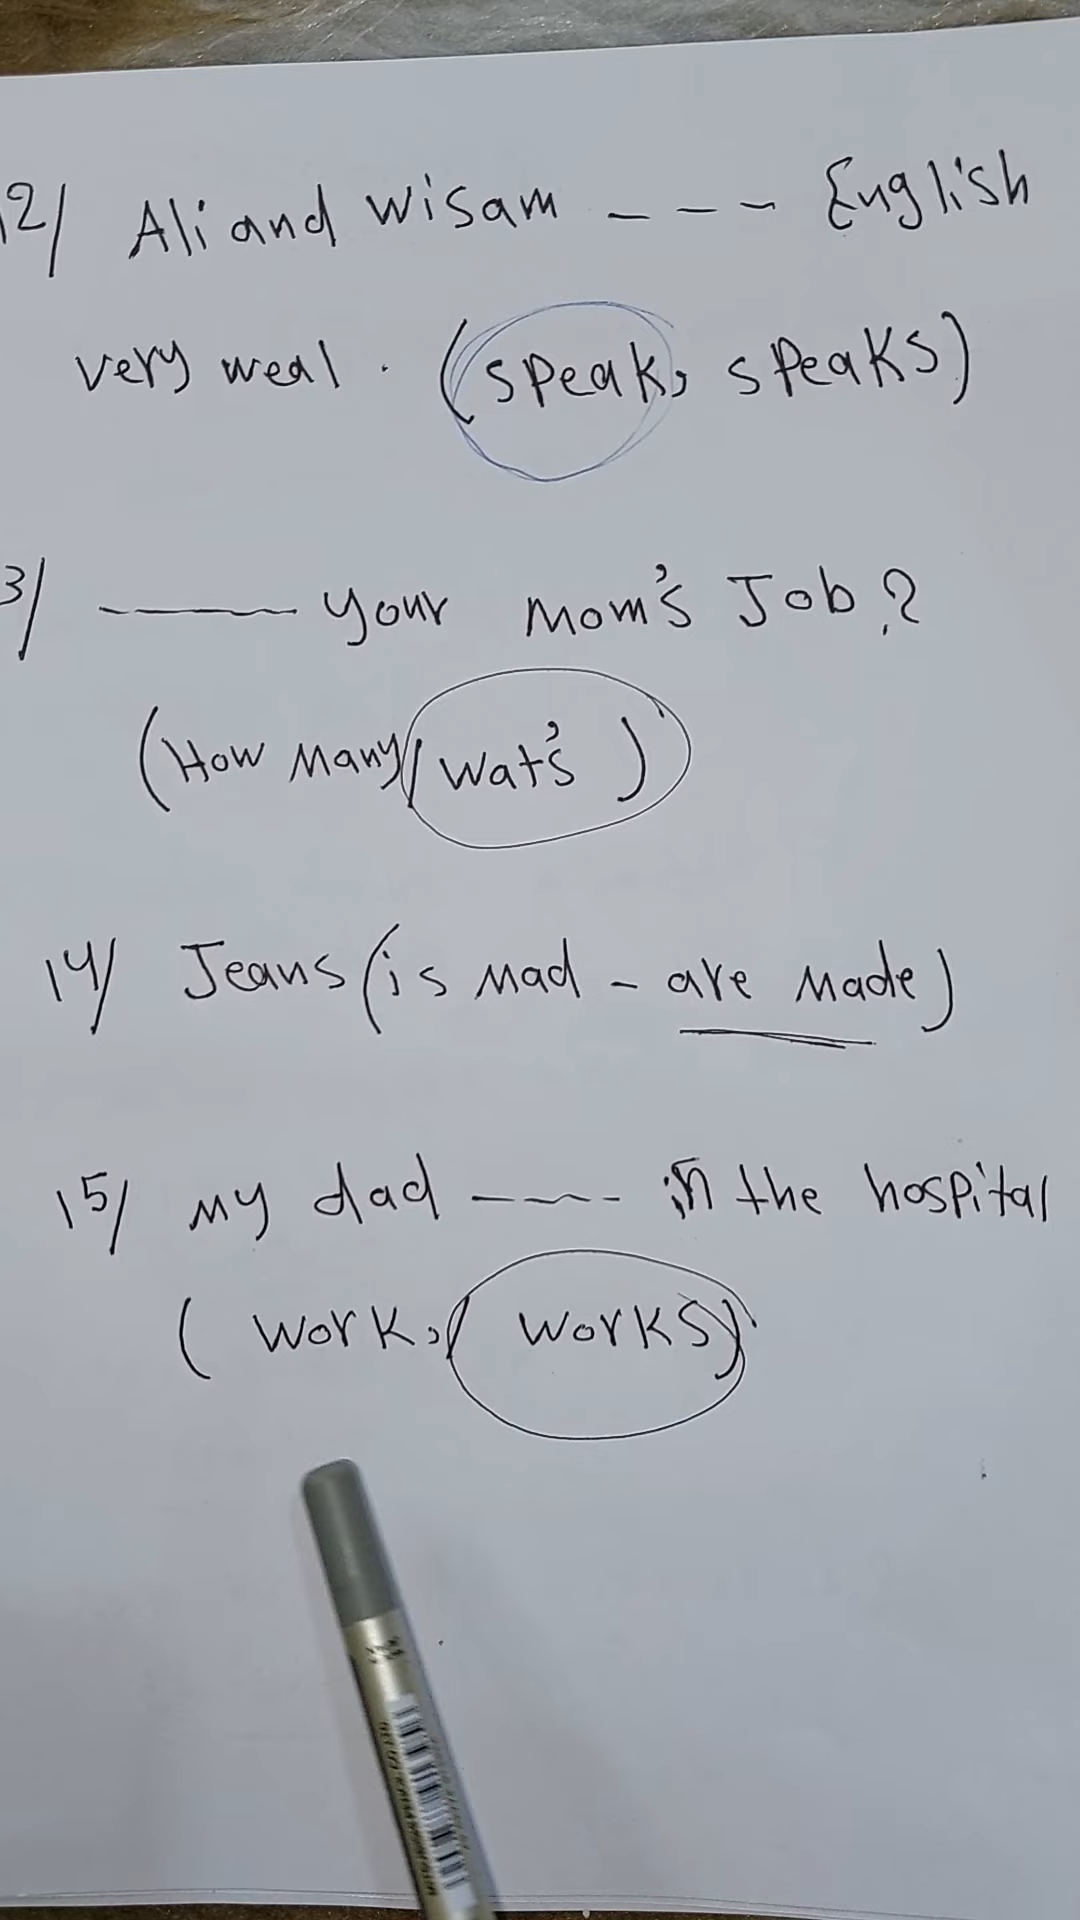 12/ Ali and Wisam - - - English
very weal. (speak, speaks)
3/ ——— your mom's Job?
(How Many/ wat's)
14/ Jeans (is mad - are made)
15/ my dad ---- in the hospital
(work, works)